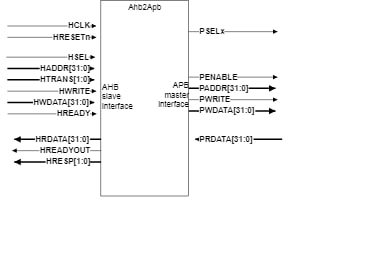 Ahb2Apb
HCLK
HRESETn
HSEL
HADDR[31:0]
HTRANS[1:0]
HWRITE
HWDATA[31:0]
HREADY
HRDATA[31:0]
HREADYOUT
HRESP[1:0]
AHB
slave
interface
APB
master
interface
PSELx
PENABLE
PADDR[31:0]
PWRITE
PWDATA[31:0]
PRDATA[31:0]